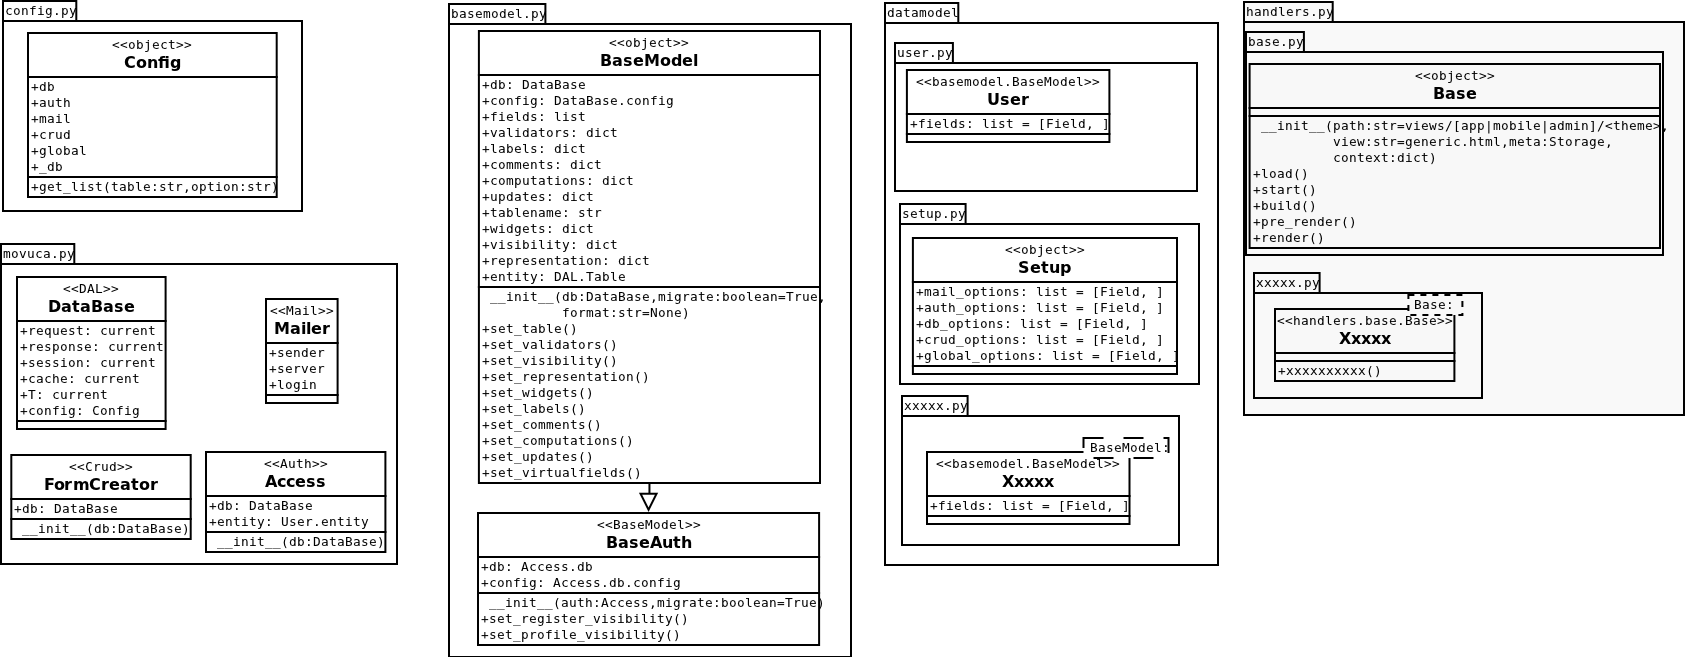 config.py
<<object>>
Config
+db
+auth
+mail
+crud
+global
+_db
+get_list(table:str,option:str)
movuca.py
<<DAL>>
DataBase
+request: current
+response: current
+session: current
+cache: current
+T: current
+config: Config
<<Mail>>
Mailer
+sender
+server
+login
<<Crud>>
FormCreator
+db: DataBase
__init__(db:DataBase)
<<Auth>>
Access
+db: DataBase
+entity: User.entity
__init__(db:DataBase)
basemodel.py
<<object>>
BaseModel
+db: DataBase
+config: DataBase.config
+fields: list
+validators: dict
+labels: dict
+comments: dict
+computations: dict
+updates: dict
+tablename: str
+widgets: dict
+visibility: dict
+representation: dict
+entity: DAL.Table
__init__(db:DataBase,migrate:boolean=True,
format:str=None)
+set_table()
+set_validators()
+set_visibility()
+set_representation()
+set_widgets()
+set_labels()
+set_comments()
+set_computations()
+set_updates()
+set_virtualfields()
<<BaseModel>>
BaseAuth
+db: Access.db
+config: Access.db.config
__init__(auth:Access,migrate:boolean=True)
+set_register_visibility()
+set_profile_visibility()
datamodel
user.py
<<basemodel.BaseModel>>
User
+fields: list = [Field, ]
setup.py
<<object>>
Setup
+mail_options: list = [Field, ]
+auth_options: list = [Field, ]
+db_options: list = [Field, ]
+crud_options: list = [Field, ]
+global_options: list = [Field, ]
xxxxx.py
BaseModel:
<<basemodel.BaseModel>>
Xxxxx
+fields: list = [Field, ]
handlers.py
base.py
<<object>>
Base
__init__(path:str=views/[app|mobile|admin]/<theme>,
view:str=generic.html,meta:Storage,
context:dict)
+load()
+start()
+build()
+pre_render()
+render()
xxxxx.py
Base:
<<handlers.base.Base>>
Xxxxx
+xxxxxxxxxx()